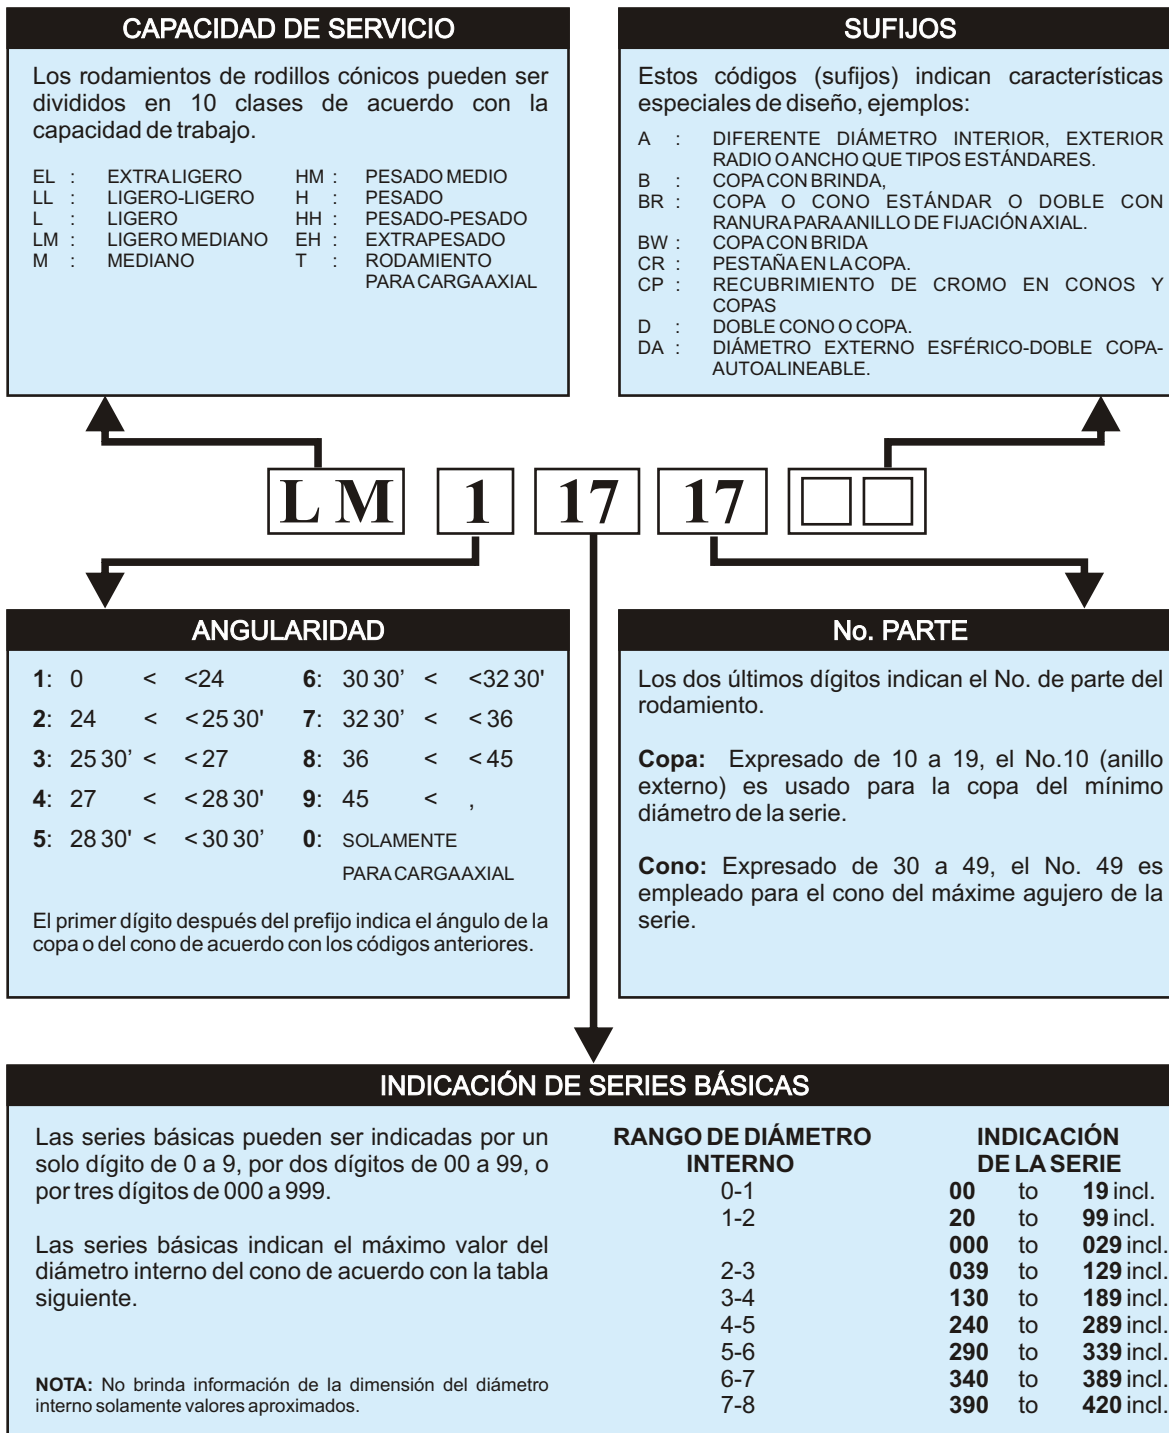 CAPACIDAD DE SERVICIO
Los rodamientos de rodillos cónicos pueden ser
divididos en 10 clases de acuerdo con la
capacidad de trabajo.
EL : EXTRALIGERO HM : PESADO MEDIO
LL : LIGERO-LIGERO H : PESADO
L : LIGERO HH : PESADO-PESADO
LM : LIGERO MEDIANO EH : EXTRAPESADO
M : MEDIANO T : RODAMIENTO
PARA CARGA AXIAL
SUFIJOS
Estos códigos (sufijos) indican características
especiales de diseño, ejemplos:
A : DIFERENTE DIÁMETRO INTERIOR, EXTERIOR
RADIO O ANCHO QUE TIPOS ESTÁNDARES.
B : COPA CON BRINDA,
BR : COPA O CONO ESTÁNDAR O DOBLE CON
RANURA PARA ANILLO DE FIJACIÓN AXIAL.
BW : COPA CON BRIDA
CR : PESTAÑA EN LA COPA.
CP : RECUBRIMIENTO DE CROMO EN CONOS Y
COPAS
D : DOBLE CONO O COPA.
DA : DIÁMETRO EXTERNO ESFÉRICO-DOBLE COPA-
AUTOALINEABLE.
LM 1 17 17
ANGULARIDAD
1: 0 < <24 6: 30 30’ < <32 30'
2: 24 < < 25 30' 7: 32 30’ < < 36
3: 25 30’ < < 27 8: 36 < < 45
4: 27 < < 28 30' 9: 45 < ,
5: 28 30' < < 30 30’ 0: SOLAMENTE
PARA CARGA AXIAL
El primer dígito después del prefijo indica el ángulo de la
copa o del cono de acuerdo con los códigos anteriores.
No. PARTE
Los dos últimos dígitos indican el No. de parte del
rodamiento.
Copa: Expresado de 10 a 19, el No.10 (anillo
externo) es usado para la copa del mínimo
diámetro de la serie.
Cono: Expresado de 30 a 49, el No. 49 es
empleado para el cono del máxime agujero de la
serie.
INDICACIÓN DE SERIES BÁSICAS
Las series básicas pueden ser indicadas por un
solo dígito de 0 a 9, por dos dígitos de 00 a 99, o
por tres dígitos de 000 a 999.
Las series básicas indican el máximo valor del
diámetro interno del cono de acuerdo con la tabla
siguiente.
NOTA: No brinda información de la dimensión del diámetro
interno solamente valores aproximados.
RANGO DE DIÁMETRO INDICACIÓN
INTERNO DE LA SERIE
0-1 00 to 19 incl.
1-2 20 to 99 incl.
000 to 029 incl.
2-3 039 to 129 incl.
3-4 130 to 189 incl.
4-5 240 to 289 incl.
5-6 290 to 339 incl.
6-7 340 to 389 incl.
7-8 390 to 420 incl.